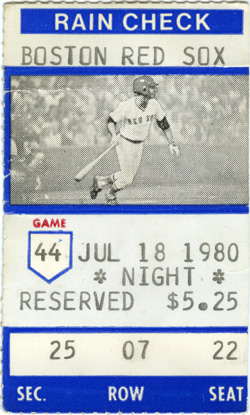 RAIN CHECK
BOSTON RED SOX
RED SOX
GAME
44 JUL 18 1980
* NIGHT *
RESERVED $5.25
25 07 22
SEC. ROW SEAT